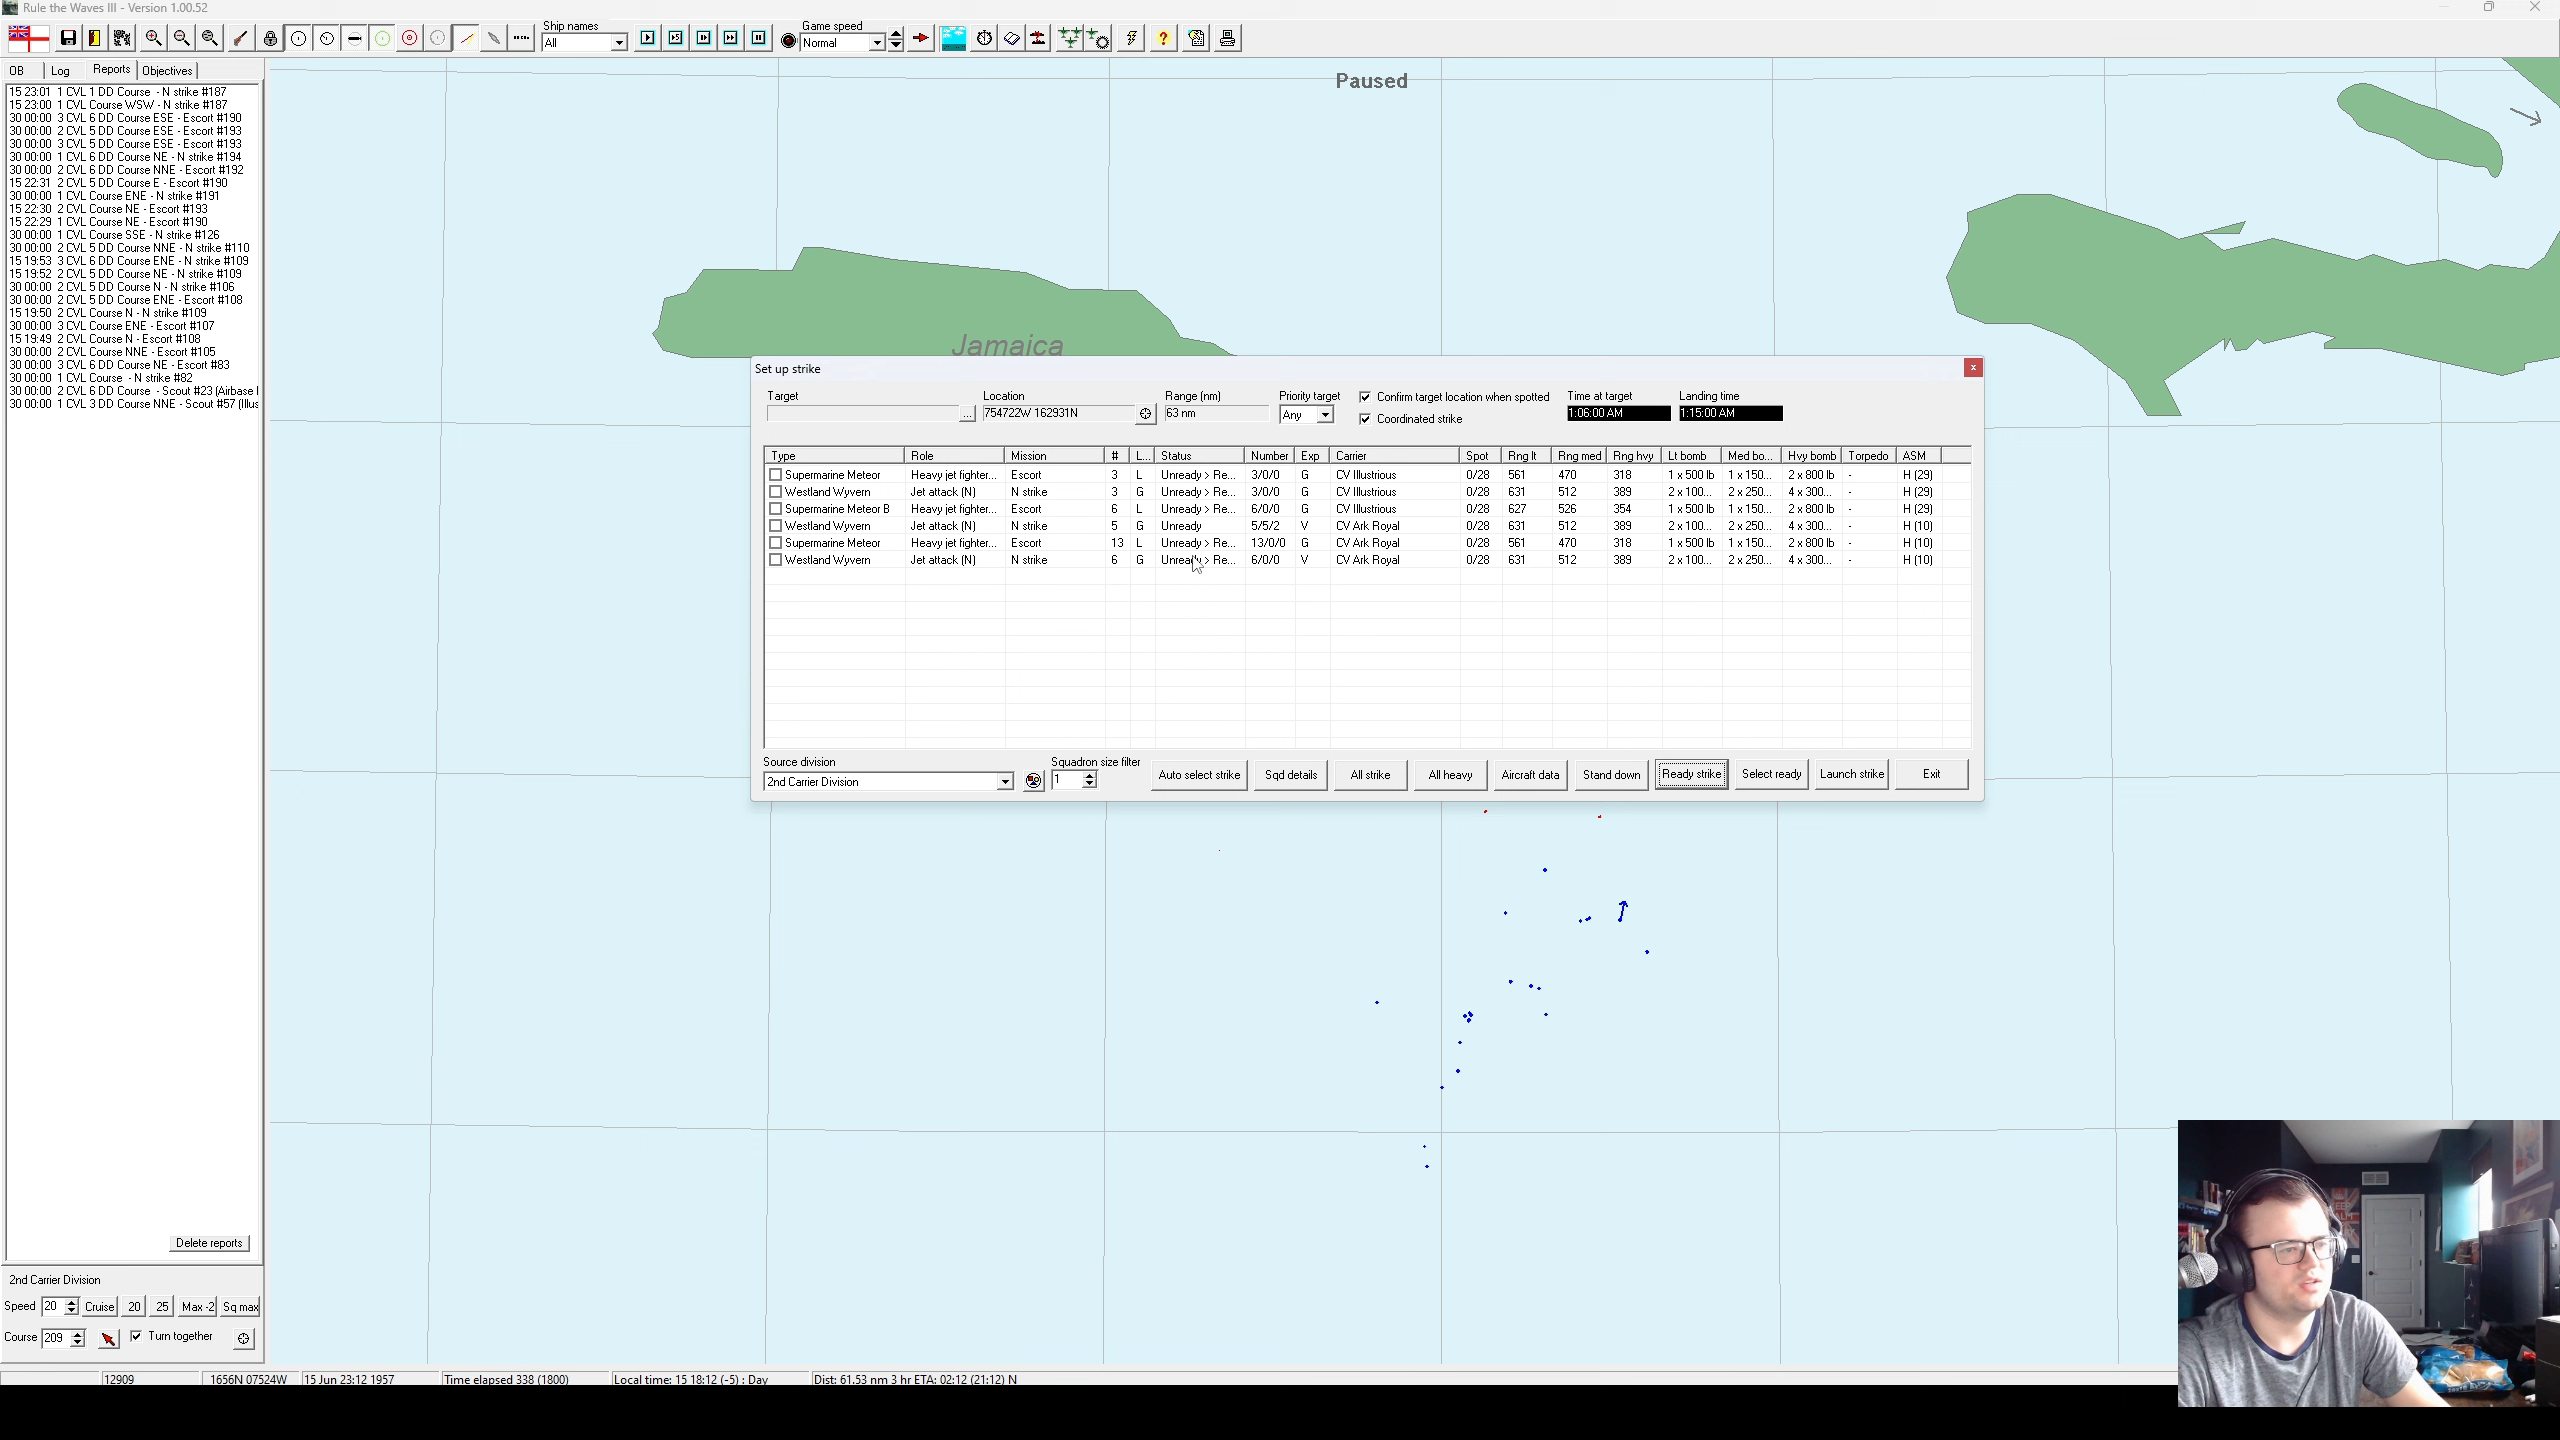 Rule the Waves III - Version 1.00.52
Ship names
All
Game speed
Normal
OB
Log
Reports
Objectives
15 23:01 1 CVL 1 DD Course - N strike #187
15 23:00 1 CVL Course WSW - N strike #187
30 00:00 3 CVL 6 DD Course ESE - Escort #190
30 00:00 2 CVL 5 DD Course ESE - Escort #193
30 00:00 3 CVL 5 DD Course ESE - Escort #193
30 00:00 1 CVL 6 DD Course NE - N strike #194
30 00:00 2 CVL 6 DD Course NNE - Escort #192
15 22:31 2 CVL 5 DD Course E - Escort #190
30 00:00 1 CVL Course ENE - N strike #191
15 22:30 2 CVL Course NE - Escort #193
15 22:29 1 CVL Course NE - Escort #190
30 00:00 1 CVL Course SSE - N strike #126
30 00:00 2 CVL 5 DD Course NNE - N strike #110
15 19:53 3 CVL 6 DD Course ENE - N strike #109
15 19:52 2 CVL 5 DD Course NE - N strike #109
30 00:00 2 CVL 5 DD Course N - N strike #106
30 00:00 2 CVL 5 DD Course ENE - Escort #108
15 19:50 2 CVL Course N - N strike #109
30 00:00 3 CVL Course ENE - Escort #107
15 19:49 2 CVL Course N - Escort #108
30 00:00 2 CVL Course NNE - Escort #105
30 00:00 3 CVL 6 DD Course NE - Escort #83
30 00:00 1 CVL Course - N strike #82
30 00:00 2 CVL 6 DD Course - Scout #23 (Airbase
30 00:00 1 CVL 3 DD Course NNE - Scout #57 (Illus
Delete reports
2nd Carrier Division
Speed 20 Cruise 20 25 Max -2 Sq max
Course 209 Turn together
Paused
Jamaica
Set up strike
Target Location Range (nm) Priority target Confirm target location when spotted Time at target Landing time
... 754722W 162931N 63 nm Any Coordinated strike 1:06:00 AM 1:15:00 AM
Type Role Mission # L... Status Number Exp Carrier Spot Rng lt Rng med Rng hvy Lt bomb Med bo... Hvy bomb Torpedo ASM
Supermarine Meteor Heavy jet fighter... Escort 3 L Unready > Re... 3/0/0 G CV Illustrious 0/28 561 470 318 1 x 500 lb 1 x 150... 2 x 800 lb - H (29)
Westland Wyvern Jet attack (N) N strike 3 G Unready > Re... 3/0/0 G CV Illustrious 0/28 631 512 389 2 x 100... 2 x 250... 4 x 300... - H (29)
Supermarine Meteor B Heavy jet fighter... Escort 6 L Unready > Re... 6/0/0 G CV Illustrious 0/28 627 526 354 1 x 500 lb 1 x 150... 2 x 800 lb - H (29)
Westland Wyvern Jet attack (N) N strike 5 G Unready 5/5/2 V CV Ark Royal 0/28 631 512 389 2 x 100... 2 x 250... 4 x 300... - H (10)
Supermarine Meteor Heavy jet fighter... Escort 13 L Unready > Re... 13/0/0 G CV Ark Royal 0/28 561 470 318 1 x 500 lb 1 x 150... 2 x 800 lb - H (10)
Westland Wyvern Jet attack (N) N strike 6 G Unready > Re... 6/0/0 V CV Ark Royal 0/28 631 512 389 2 x 100... 2 x 250... 4 x 300... - H (10)
Source division
2nd Carrier Division
Squadron size filter
1
Auto select strike Sqd details All strike All heavy Aircraft data Stand down Ready strike Select ready Launch strike Exit
12909 1656N 07524W 15 Jun 23:12 1957 Time elapsed 338 (1800) Local time: 15 18:12 (-5) : Day Dist: 61.53 nm 3 hr ETA: 02:12 (21:12) N